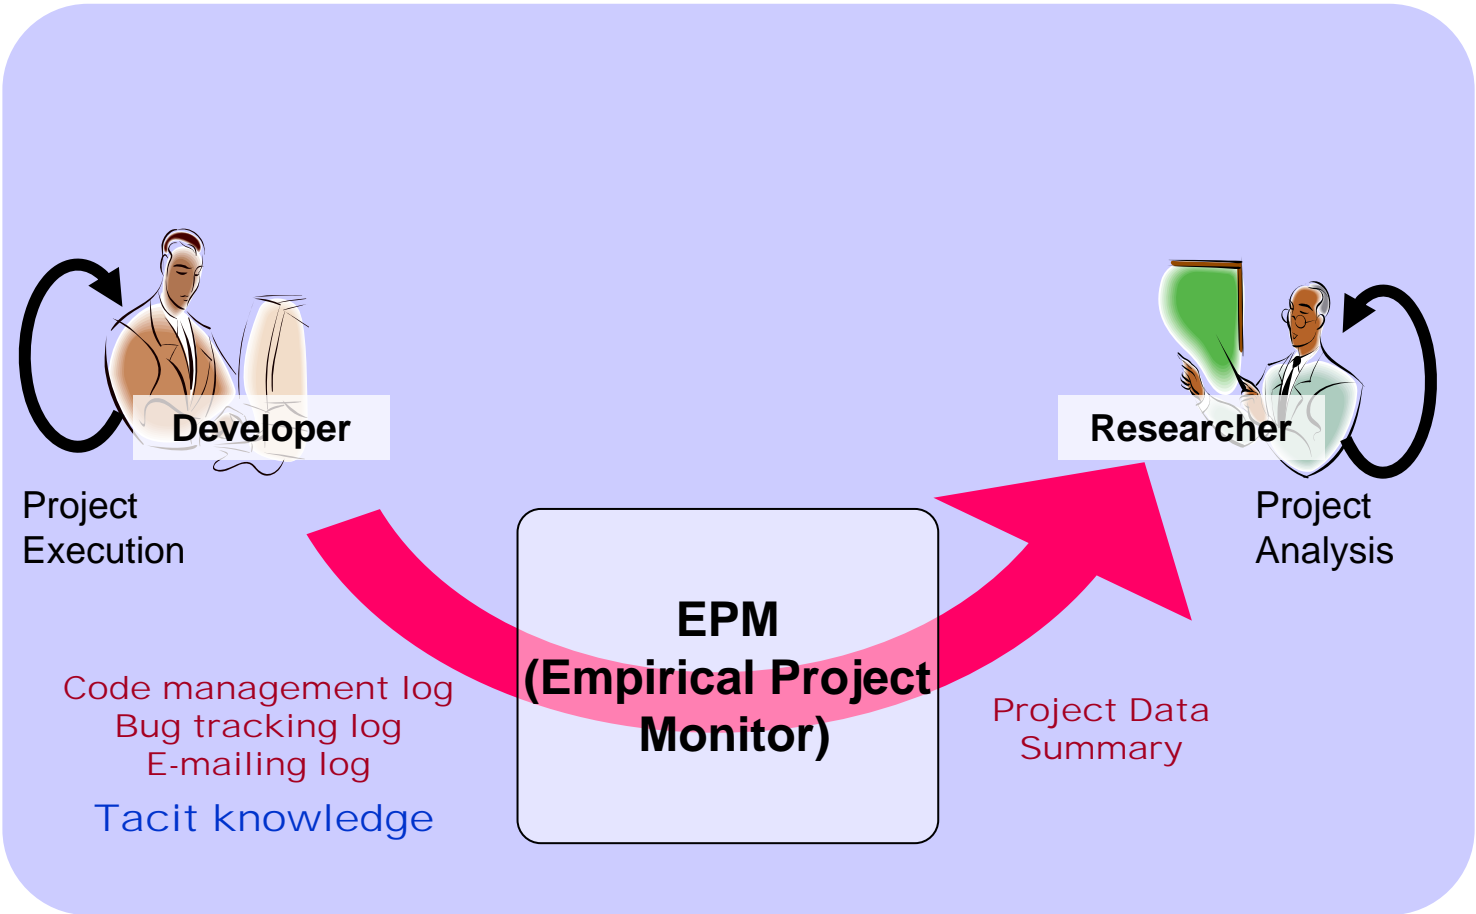 Developer
Researcher
Project
Execution
Project
Analysis
EPM
(Empirical Project
Monitor)
Code management log
Bug tracking log
E-mailing log
Tacit knowledge
Project Data
Summary